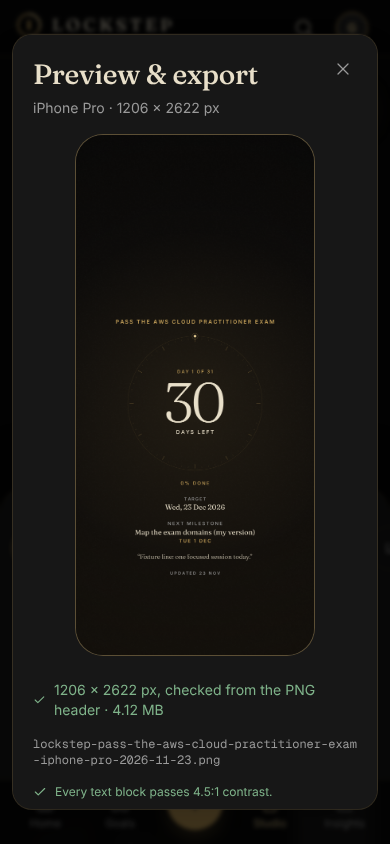 LOCKSTEP
Preview & export
iPhone Pro · 1206 × 2622 px
PASS THE AWS CLOUD PRACTITIONER EXAM
DAY 1 OF 31
30
DAYS LEFT
0% DONE
TARGET
Wed, 23 Dec 2026
NEXT MILESTONE
Map the exam domains (my version)
TUE 1 DEC
"Fixture line: one focused session today."
UPDATED 23 NOV
1206 × 2622 px, checked from the PNG
header · 4.12 MB
lockstep-pass-the-aws-cloud-practitioner-exam
-iphone-pro-2026-11-23.png
Every text block passes 4.5:1 contrast.